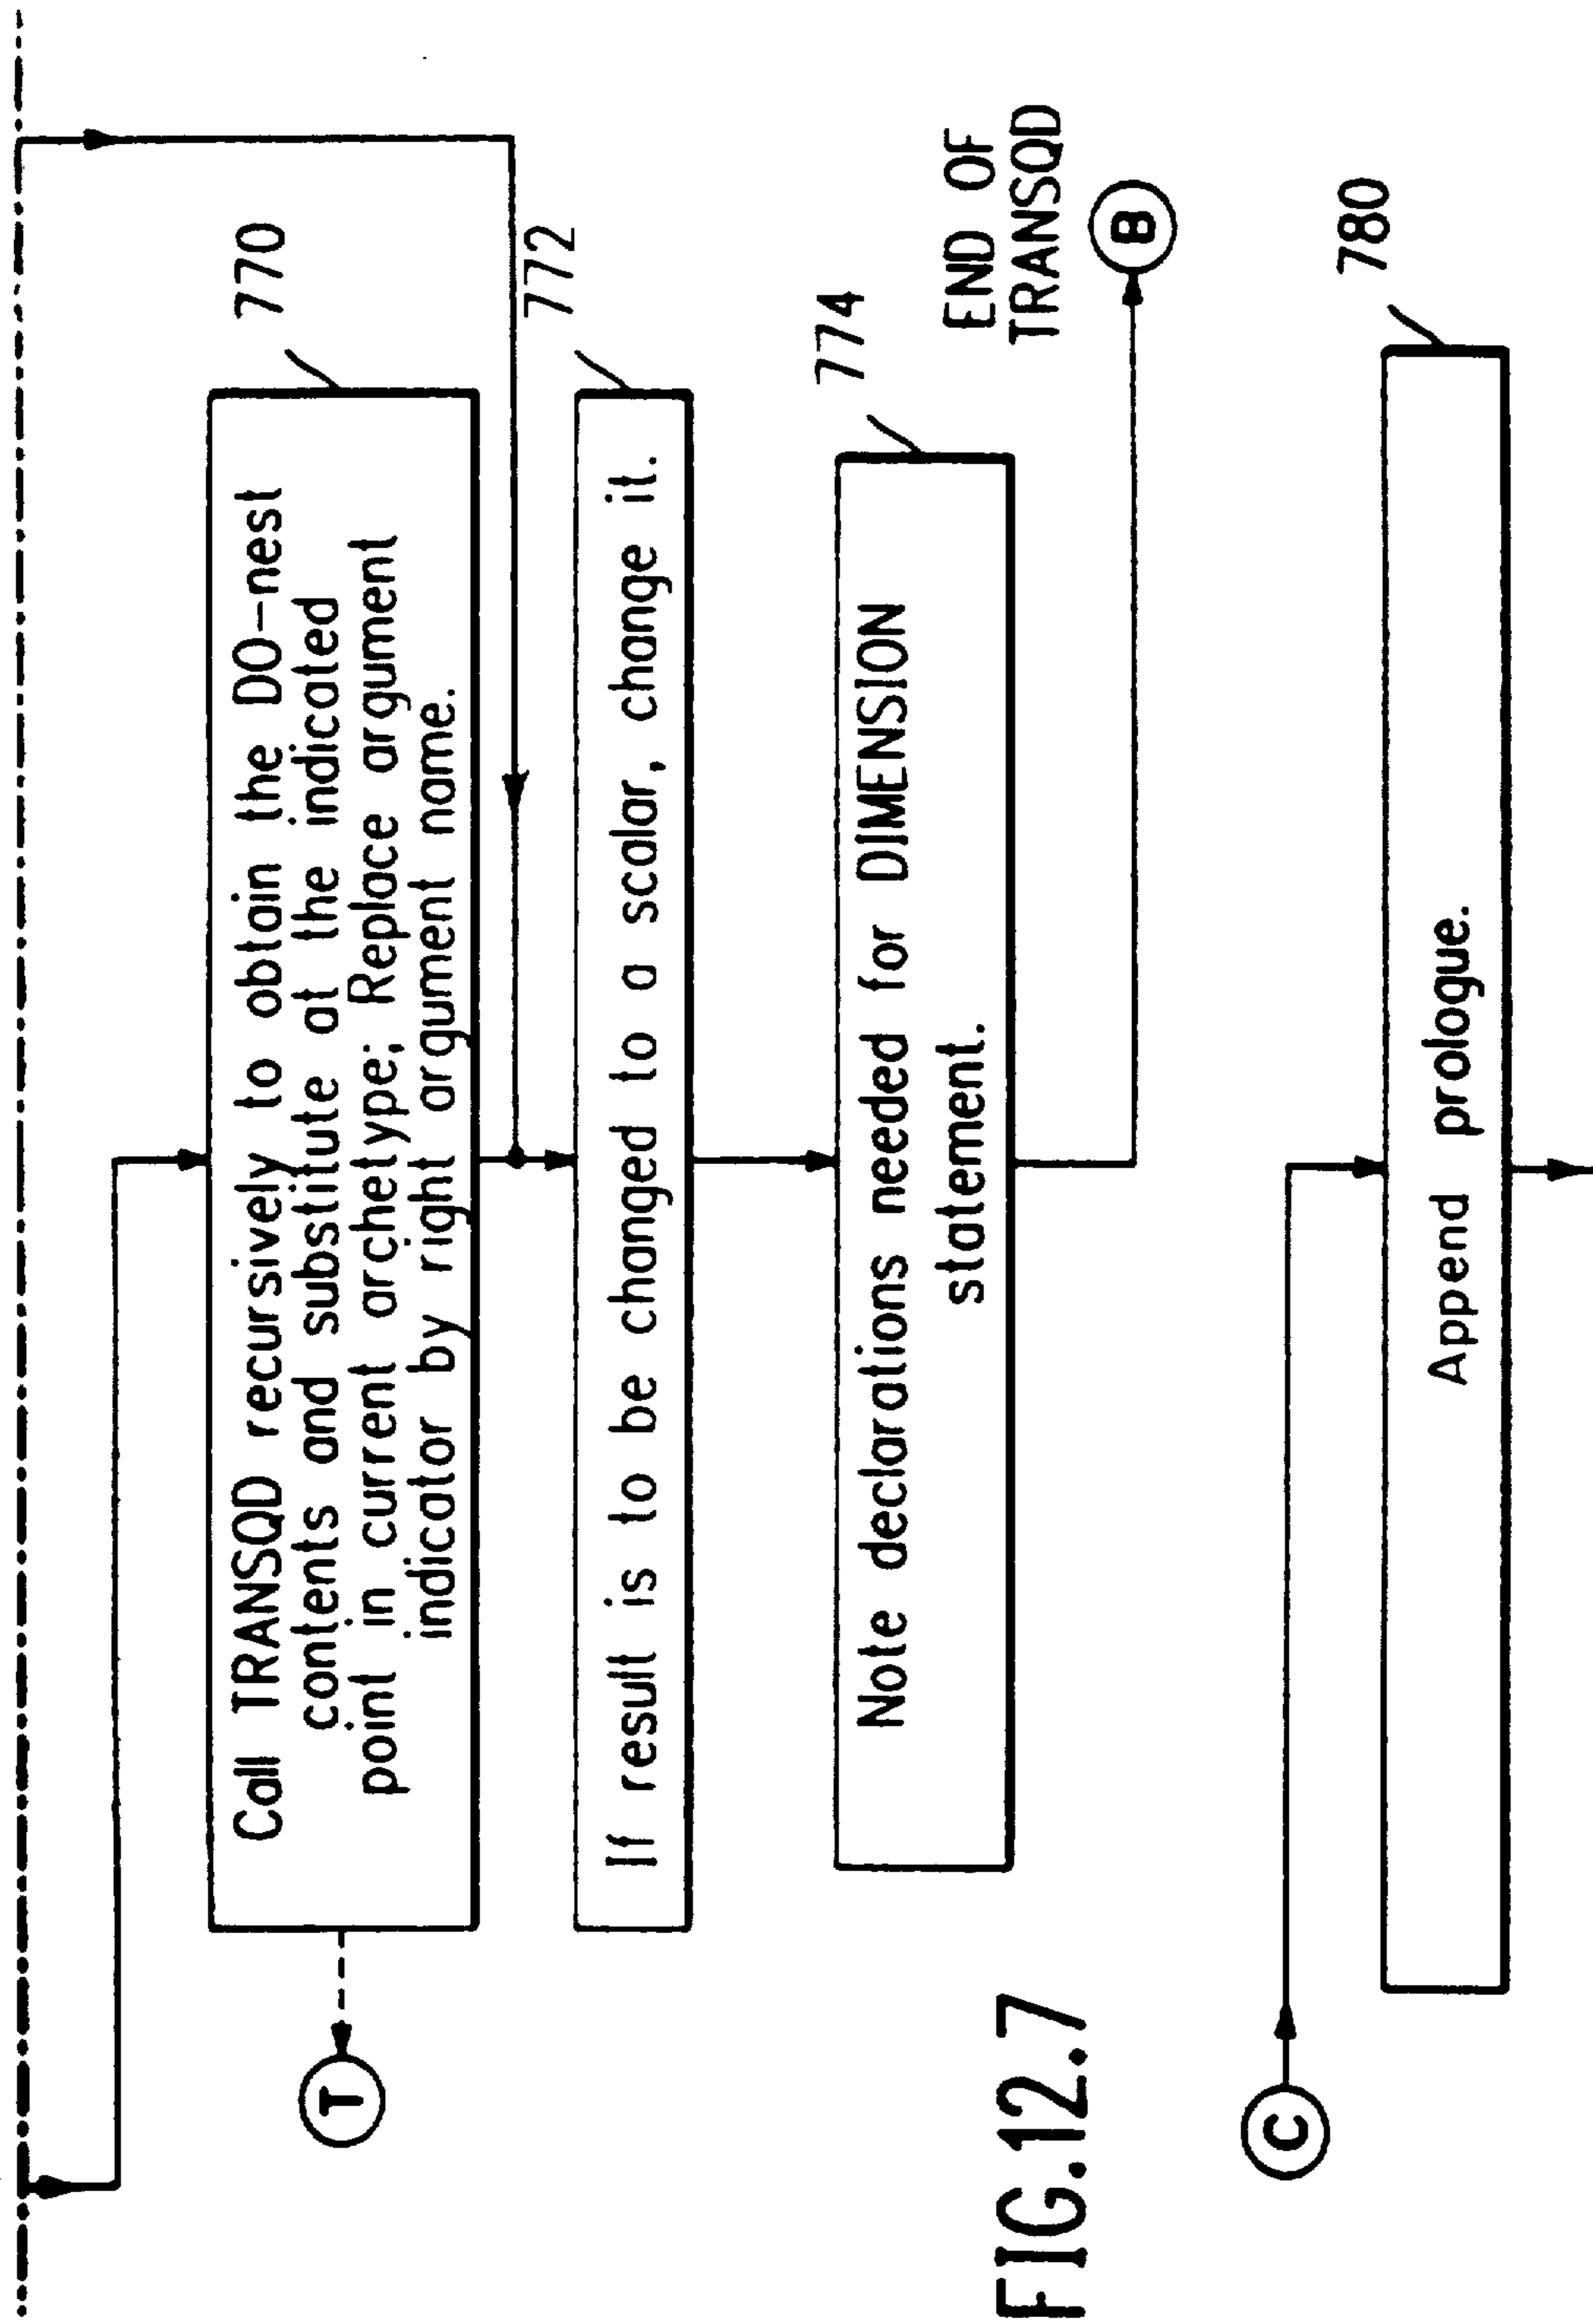 770
Call TRANSQD recursively to obtain the DO-nest
contents and substitute at the indicated
point in current archetype; Replace argument
indicator by right argument name.
T
772
If result is to be changed to a scalar, change it.
774
Note declarations needed for DIMENSION
statement.
END OF
TRANSQD
B
FIG.12.7
C
780
Append prologue.